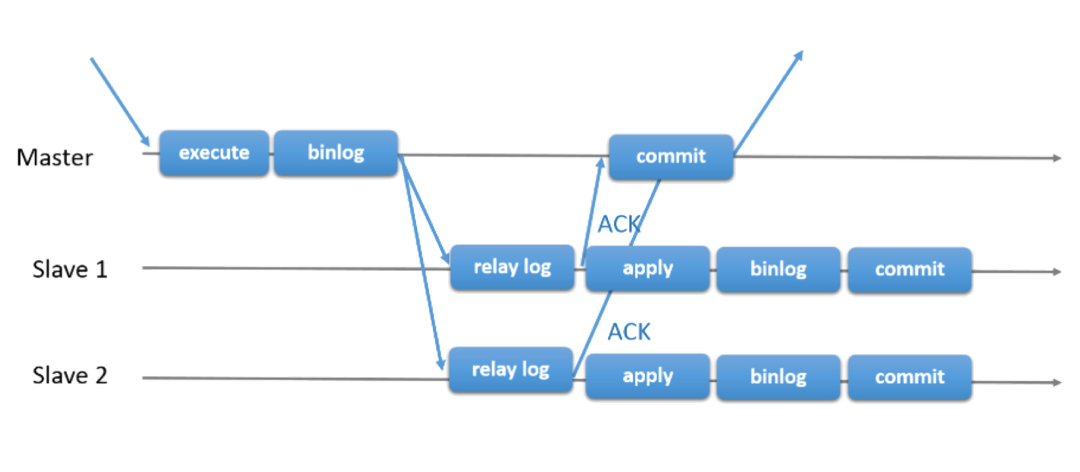 Master
execute
binlog
commit
ACK
Slave 1
relay log
apply
binlog
commit
ACK
Slave 2
relay log
apply
binlog
commit